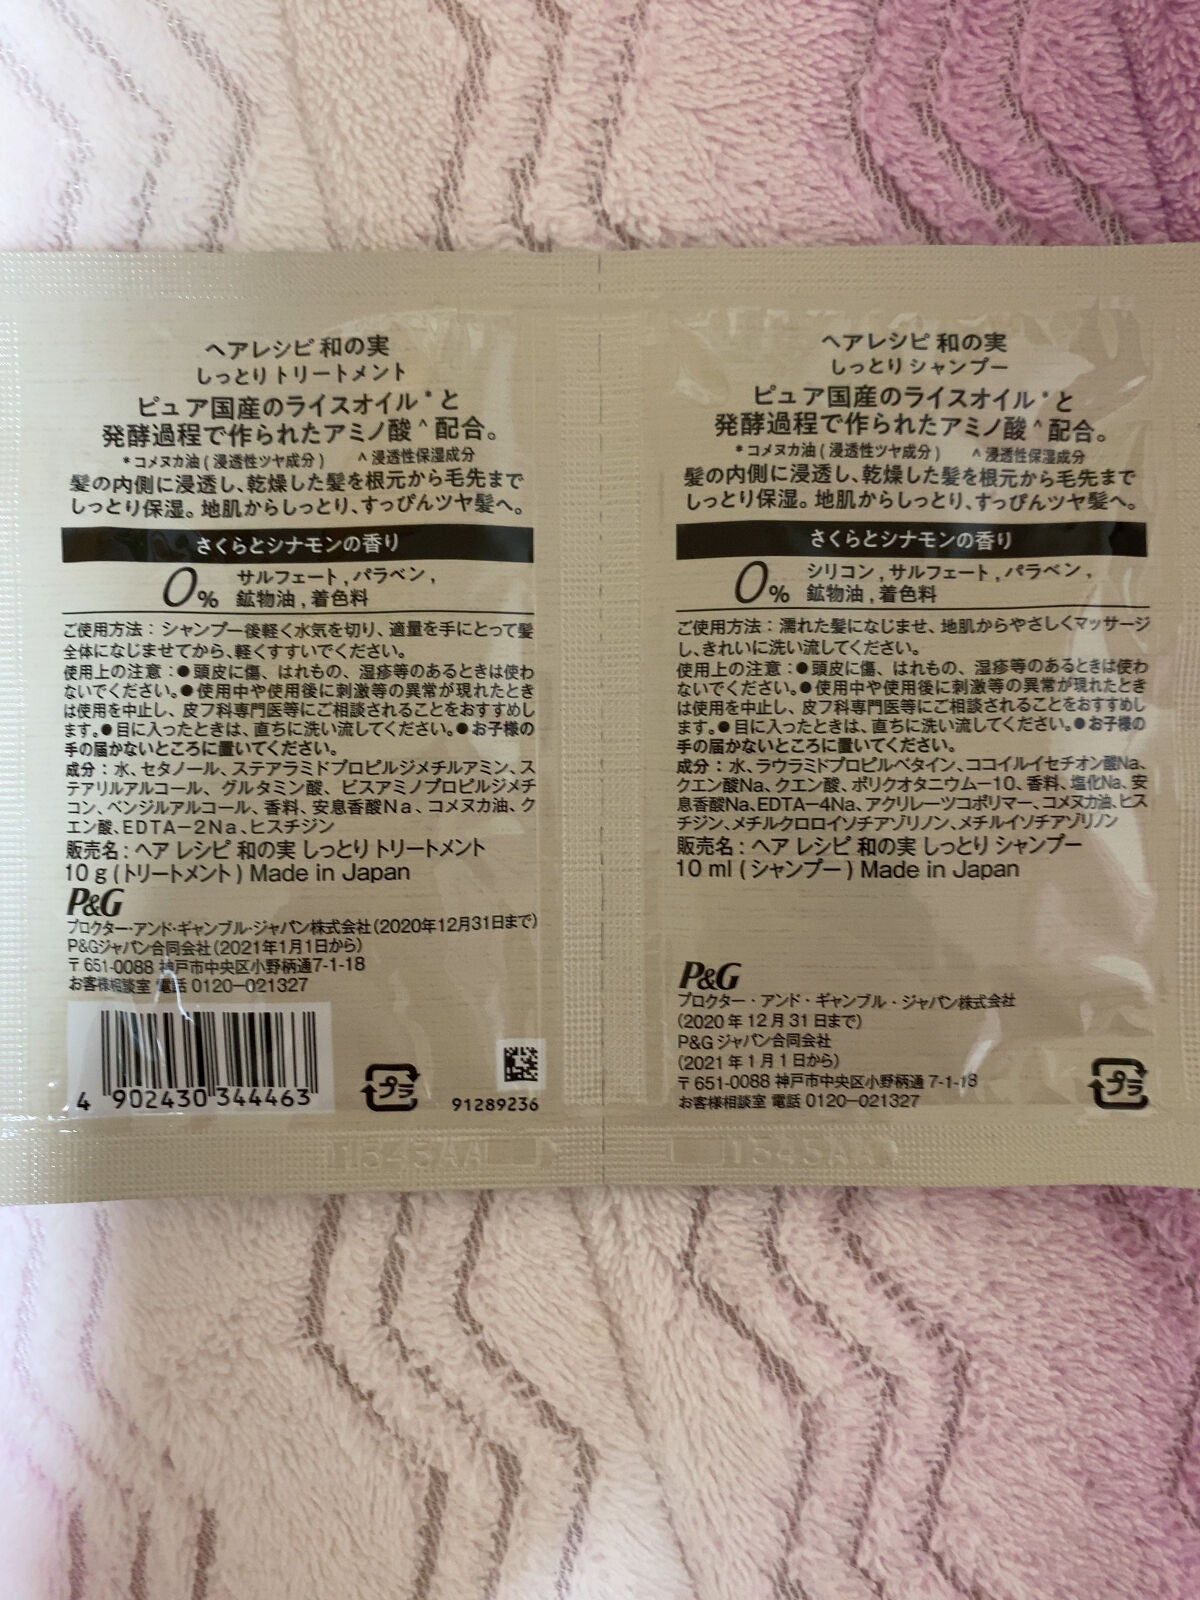 ヘアレシピ 和の実
しっとりトリートメント
ピュア国産のライスオイル*と
発酵過程で作られたアミノ酸^配合。
*コメヌカ油(浸透性ツヤ成分) ^浸透性保湿成分
髪の内側に浸透し、乾燥した髪を根元から毛先まで
しっとり保湿。地肌からしっとり、すっぴんツヤ髪へ。
さくらとシナモンの香り
0% サルフェート,パラベン,
鉱物油,着色料
ご使用方法：シャンプー後軽く水気を切り、適量を手にとって髪
全体になじませてから、軽くすすいでください。
使用上の注意：●頭皮に傷、はれもの、湿疹等のあるときは使わ
ないでください。●使用中や使用後に刺激等の異常が現れたとき
は使用を中止し、皮フ科専門医等にご相談されることをおすすめし
ます。●目に入ったときは、直ちに洗い流してください。●お子様の
手の届かないところに置いてください。
成分：水、セタノール、ステアラミドプロピルジメチルアミン、ス
テアリルアルコール、グルタミン酸、ビスアミノプロピルジメチ
コン、ベンジルアルコール、香料、安息香酸Na、コメヌカ油、ク
エン酸、EDTA-2Na、ヒスチジン
販売名：ヘア レシピ 和の実 しっとり トリートメント
10 g (トリートメント) Made in Japan
P&G
プロクター・アンド・ギャンブル・ジャパン株式会社(2020年12月31日まで)
P&Gジャパン合同会社(2021年1月1日から)
〒651-0088 神戸市中央区小野柄通7-1-18
お客様相談室 電話 0120-021327
4 902430 344463
プラ
91289236
ヘアレシピ 和の実
しっとりシャンプー
ピュア国産のライスオイル*と
発酵過程で作られたアミノ酸^配合。
*コメヌカ油(浸透性ツヤ成分) ^浸透性保湿成分
髪の内側に浸透し、乾燥した髪を根元から毛先まで
しっとり保湿。地肌からしっとり、すっぴんツヤ髪へ。
さくらとシナモンの香り
0% シリコン,サルフェート,パラベン,
鉱物油,着色料
ご使用方法：濡れた髪になじませ、地肌からやさしくマッサージ
し、きれいに洗い流してください。
使用上の注意：●頭皮に傷、はれもの、湿疹等のあるときは使わ
ないでください。●使用中や使用後に刺激等の異常が現れたとき
は使用を中止し、皮フ科専門医等にご相談されることをおすすめし
ます。●目に入ったときは、直ちに洗い流してください。●お子様の
手の届かないところに置いてください。
成分：水、ラウラミドプロピルベタイン、ココイルイセチオン酸Na、
クエン酸Na、クエン酸、ポリクオタニウム-10、香料、塩化Na、安
息香酸Na、EDTA-4Na、アクリレーツコポリマー、コメヌカ油、ヒス
チジン、メチルクロロイソチアゾリノン、メチルイソチアゾリノン
販売名：ヘア レシピ 和の実 しっとり シャンプー
10 ml (シャンプー) Made in Japan
P&G
プロクター・アンド・ギャンブル・ジャパン株式会社
(2020年12月31日まで)
P&Gジャパン合同会社
(2021年1月1日から)
〒651-0088 神戸市中央区小野柄通 7-1-18
お客様相談室 電話 0120-021327
プラ